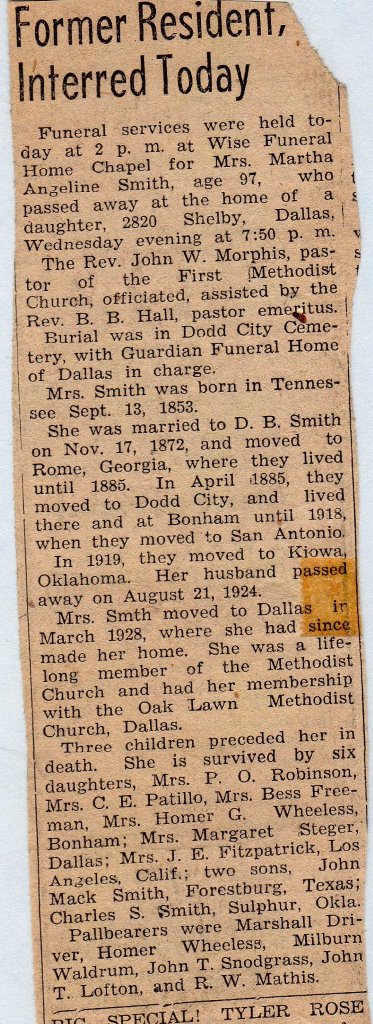 Former Resident,
Interred Today
Funeral services were held to-
day at 2 p. m. at Wise Funeral
Home Chapel for Mrs. Martha
Angeline Smith, age 97, who
passed away at the home of a
daughter, 2820 Shelby, Dallas,
Wednesday evening at 7:50 p. m.
The Rev. John W. Morphis, pas-
tor of the First Methodist
Church, officiated, assisted by the
Rev. B. B. Hall, pastor emeritus.
Burial was in Dodd City Ceme-
tery, with Guardian Funeral Home
of Dallas in charge.
Mrs. Smith was born in Tennes-
see Sept. 13, 1853.
She was married to D. B. Smith
on Nov. 17, 1872, and moved to
Rome, Georgia, where they lived
until 1885. In April 1885, they
moved to Dodd City, and lived
there and at Bonham until 1918,
when they moved to San Antonio.
In 1919, they moved to Kiowa,
Oklahoma. Her husband passed
away on August 21, 1924.
Mrs. Smth moved to Dallas in
March 1928, where she had since
made her home. She was a life-
long member of the Methodist
Church and had her membership
with the Oak Lawn Methodist
Church, Dallas.
Three children preceded her in
death. She is survived by six
daughters, Mrs. P. O. Robinson,
Mrs. C. E. Patillo, Mrs. Bess Free-
man, Mrs. Homer G. Wheeless,
Bonham; Mrs. Margaret Steger,
Dallas; Mrs. J. E. Fitzpatrick, Los
Angeles, Calif.; two sons, John
Mack Smith, Forestburg, Texas;
Charles S. Smith, Sulphur, Okla.
Pallbearers were Marshall Dri-
ver, Homer Wheeless, Milburn
Waldrum, John T. Snodgrass, John
T. Lofton, and R. W. Mathis.
BIG SPECIAL! TYLER ROSE